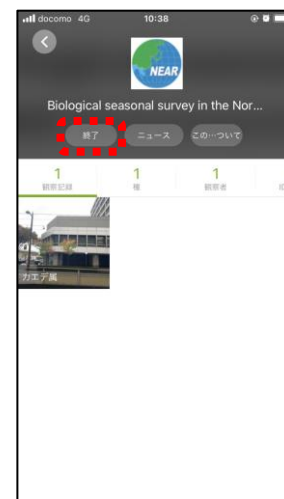 docomo 4G 10:38
NEAR
Biological seasonal survey in the Nor...
終了 ニュース この…ついて
1 1 1
観察記録 種 観察者
カエデ属